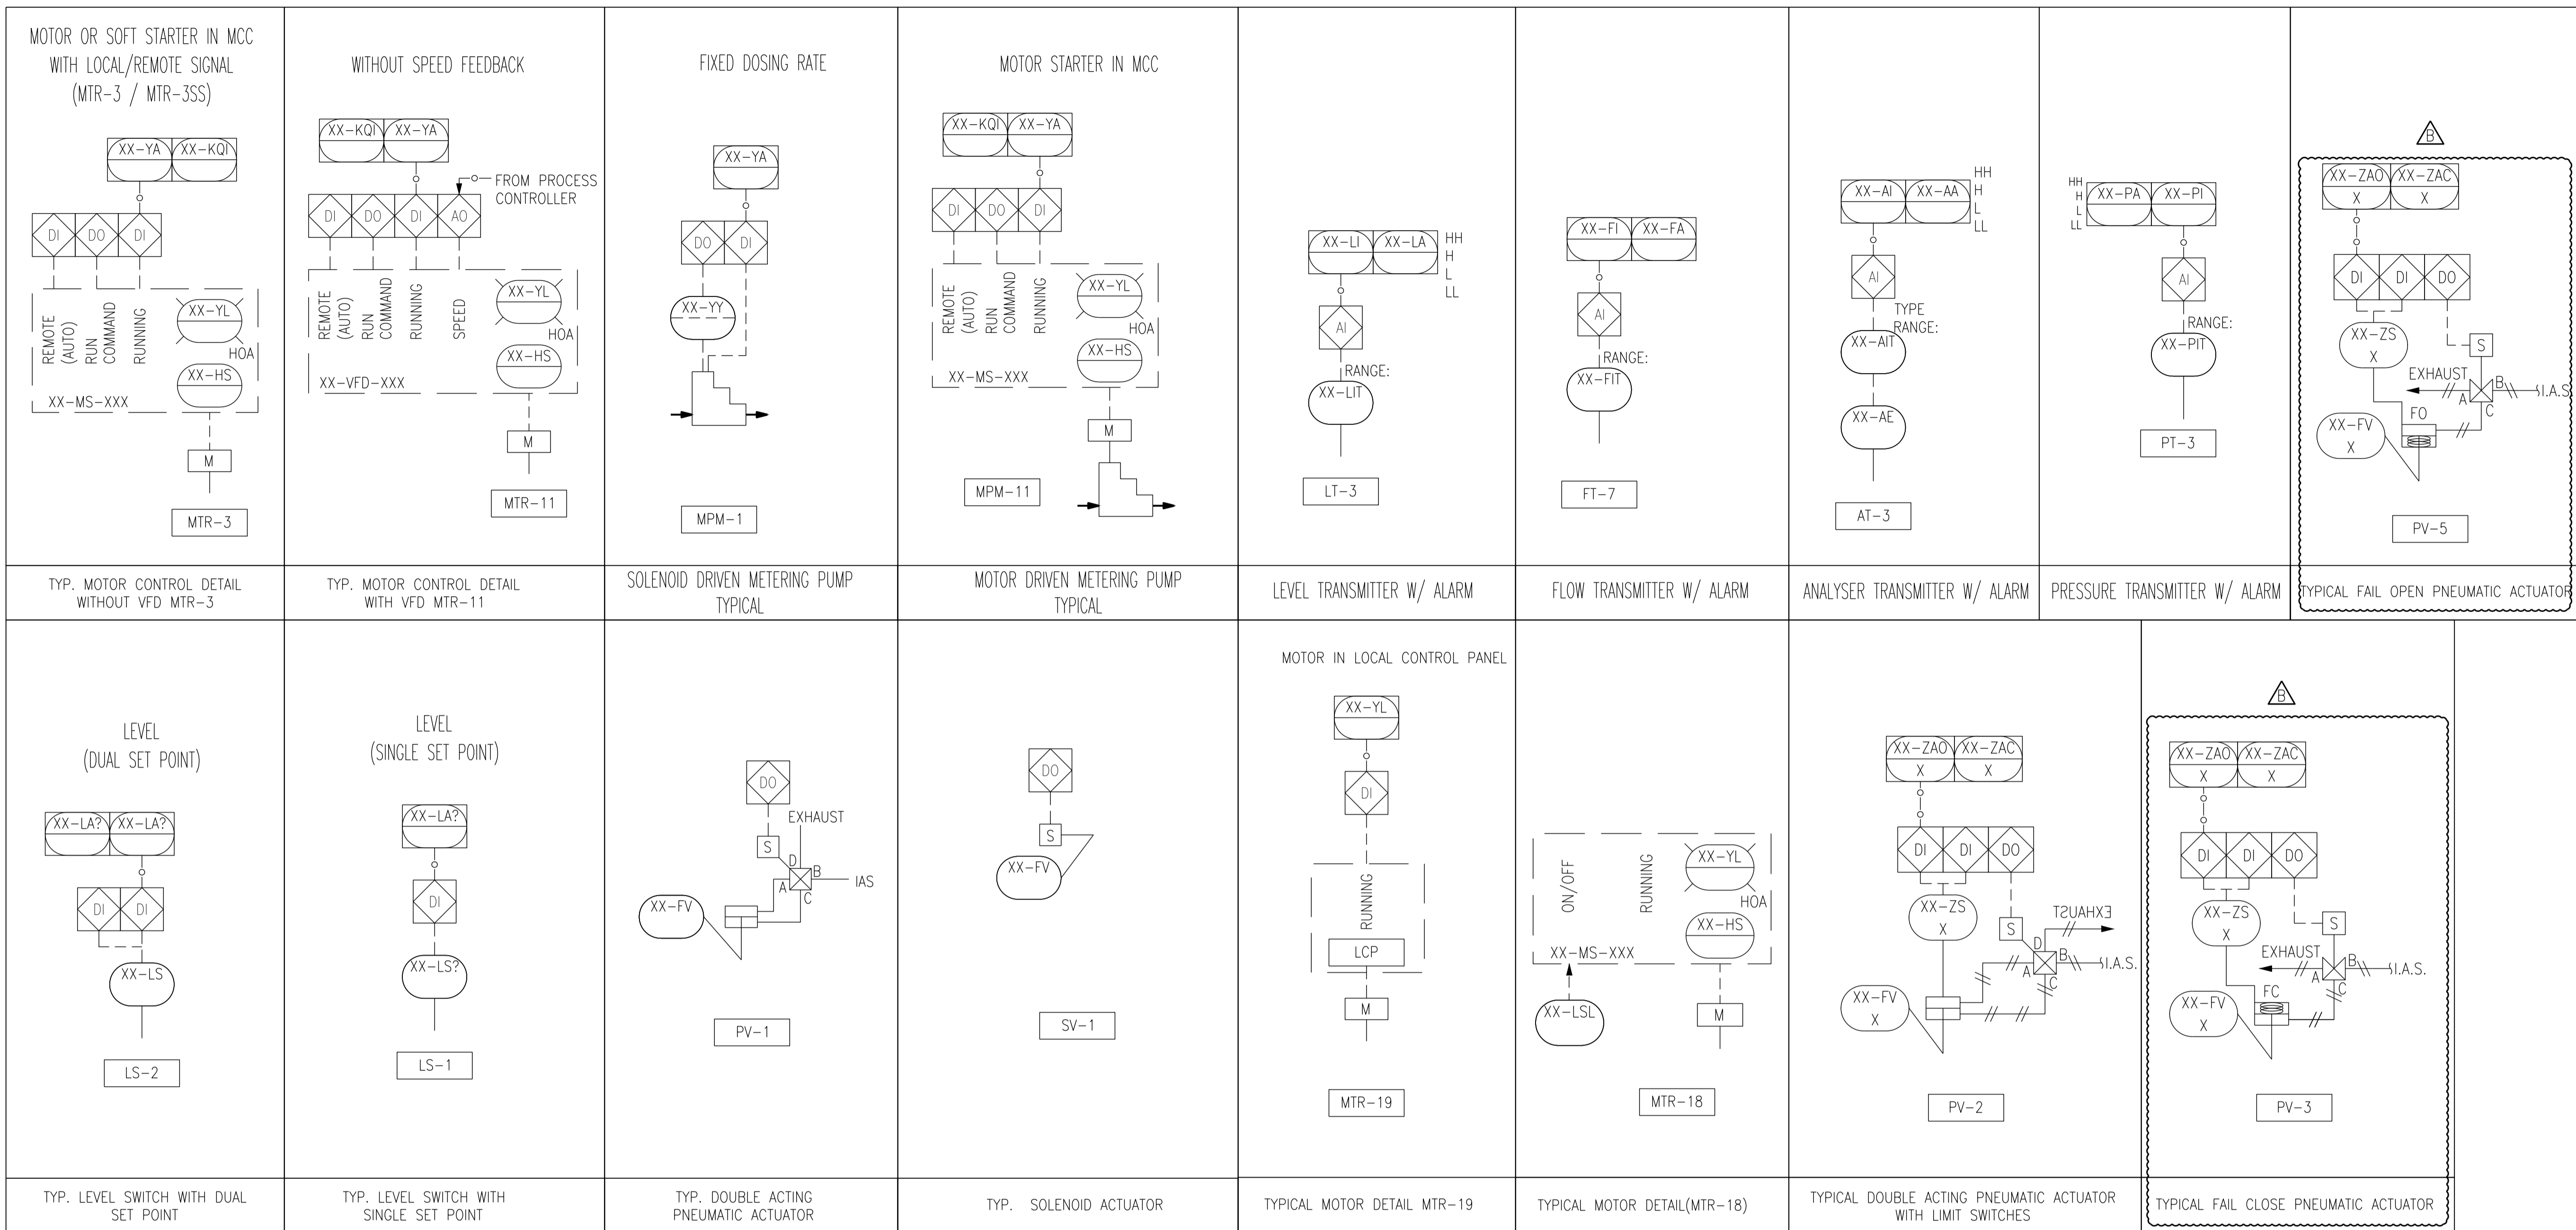 MOTOR OR SOFT STARTER IN MCC
WITH LOCAL/REMOTE SIGNAL
(MTR-3 / MTR-3SS)
XX-YA XX-KQI
DI DO DI
REMOTE
(AUTO)
RUN
COMMAND
RUNNING
XX-YL
HOA
XX-HS
XX-MS-XXX
M
MTR-3
TYP. MOTOR CONTROL DETAIL
WITHOUT VFD MTR-3
WITHOUT SPEED FEEDBACK
XX-KQI XX-YA
FROM PROCESS
CONTROLLER
DI DO DI AO
REMOTE
(AUTO)
RUN
COMMAND
RUNNING
SPEED
XX-YL
HOA
XX-HS
XX-VFD-XXX
M
MTR-11
TYP. MOTOR CONTROL DETAIL
WITH VFD MTR-11
FIXED DOSING RATE
XX-YA
DO DI
XX-YY
MPM-1
SOLENOID DRIVEN METERING PUMP
TYPICAL
MOTOR STARTER IN MCC
XX-KQI XX-YA
DI DO DI
REMOTE
(AUTO)
RUN
COMMAND
RUNNING
XX-YL
HOA
XX-HS
XX-MS-XXX
M
MPM-11
MOTOR DRIVEN METERING PUMP
TYPICAL
XX-LI XX-LA
HH
H
L
LL
AI
RANGE:
XX-LIT
LT-3
LEVEL TRANSMITTER W/ ALARM
XX-FI XX-FA
AI
RANGE:
XX-FIT
FT-7
FLOW TRANSMITTER W/ ALARM
XX-AI XX-AA
HH
H
L
LL
AI
TYPE
RANGE:
XX-AIT
XX-AE
AT-3
ANALYSER TRANSMITTER W/ ALARM
HH
H
L
LL
XX-PA XX-PI
AI
RANGE:
XX-PIT
PT-3
PRESSURE TRANSMITTER W/ ALARM
B
XX-ZAO XX-ZAC
X X
DI DI DO
XX-ZS
X
S
EXHAUST
B
I.A.S.
A
C
FO
XX-FV
X
PV-5
TYPICAL FAIL OPEN PNEUMATIC ACTUATOR
LEVEL
(DUAL SET POINT)
XX-LA? XX-LA?
DI DI
XX-LS
LS-2
TYP. LEVEL SWITCH WITH DUAL
SET POINT
LEVEL
(SINGLE SET POINT)
XX-LA?
DI
XX-LS?
LS-1
TYP. LEVEL SWITCH WITH
SINGLE SET POINT
DO
EXHAUST
S
D
B
IAS
A
C
XX-FV
PV-1
TYP. DOUBLE ACTING
PNEUMATIC ACTUATOR
DO
S
XX-FV
SV-1
TYP. SOLENOID ACTUATOR
MOTOR IN LOCAL CONTROL PANEL
XX-YL
DI
RUNNING
LCP
M
MTR-19
TYPICAL MOTOR DETAIL MTR-19
ON/OFF
RUNNING
XX-YL
HOA
XX-HS
XX-MS-XXX
XX-LSL
M
MTR-18
TYPICAL MOTOR DETAIL(MTR-18)
XX-ZAO XX-ZAC
X X
DI DI DO
XX-ZS
X
EXHAUST
S
D
B
I.A.S.
A
C
XX-FV
X
PV-2
TYPICAL DOUBLE ACTING PNEUMATIC ACTUATOR
WITH LIMIT SWITCHES
B
XX-ZAO XX-ZAC
X X
DI DI DO
XX-ZS
X
S
EXHAUST
B
I.A.S.
A
C
FC
XX-FV
X
PV-3
TYPICAL FAIL CLOSE PNEUMATIC ACTUATOR